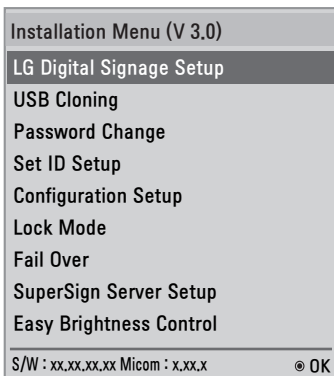 Installation Menu (V 3.0)
LG Digital Signage Setup
USB Cloning
Password Change
Set ID Setup
Configuration Setup
Lock Mode
Fail Over
SuperSign Server Setup
Easy Brightness Control
S/W : xx.xx.xx.xx Micom : x.xx.x ◉ OK